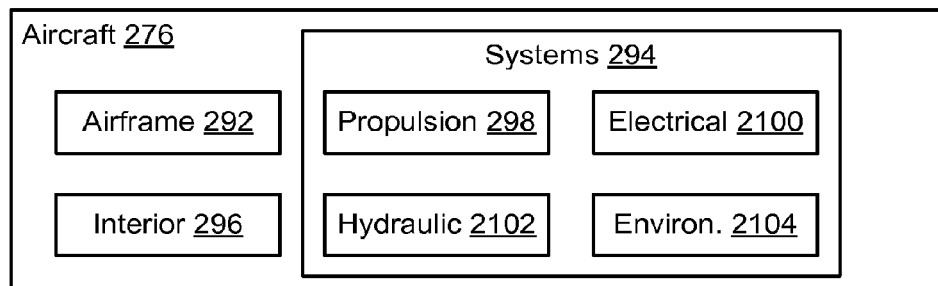 Aircraft 276
Systems 294
Airframe 292
Propulsion 298
Electrical 2100
Interior 296
Hydraulic 2102
Environ. 2104